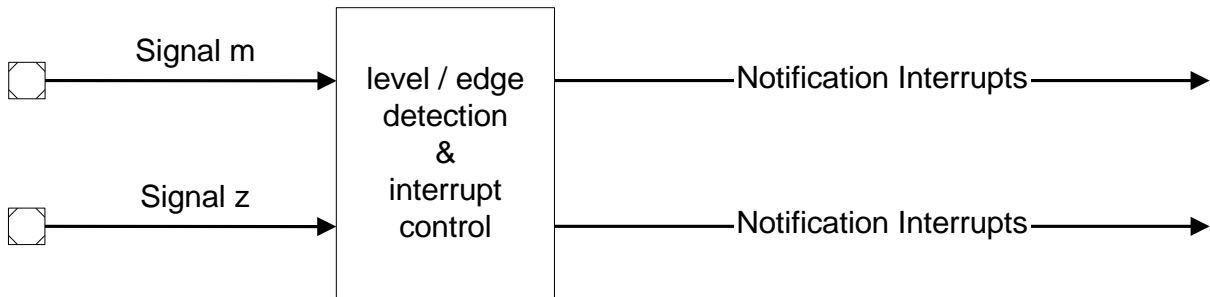 Signal m
Notification Interrupts
level / edge
detection
&
interrupt
control
Signal z
Notification Interrupts